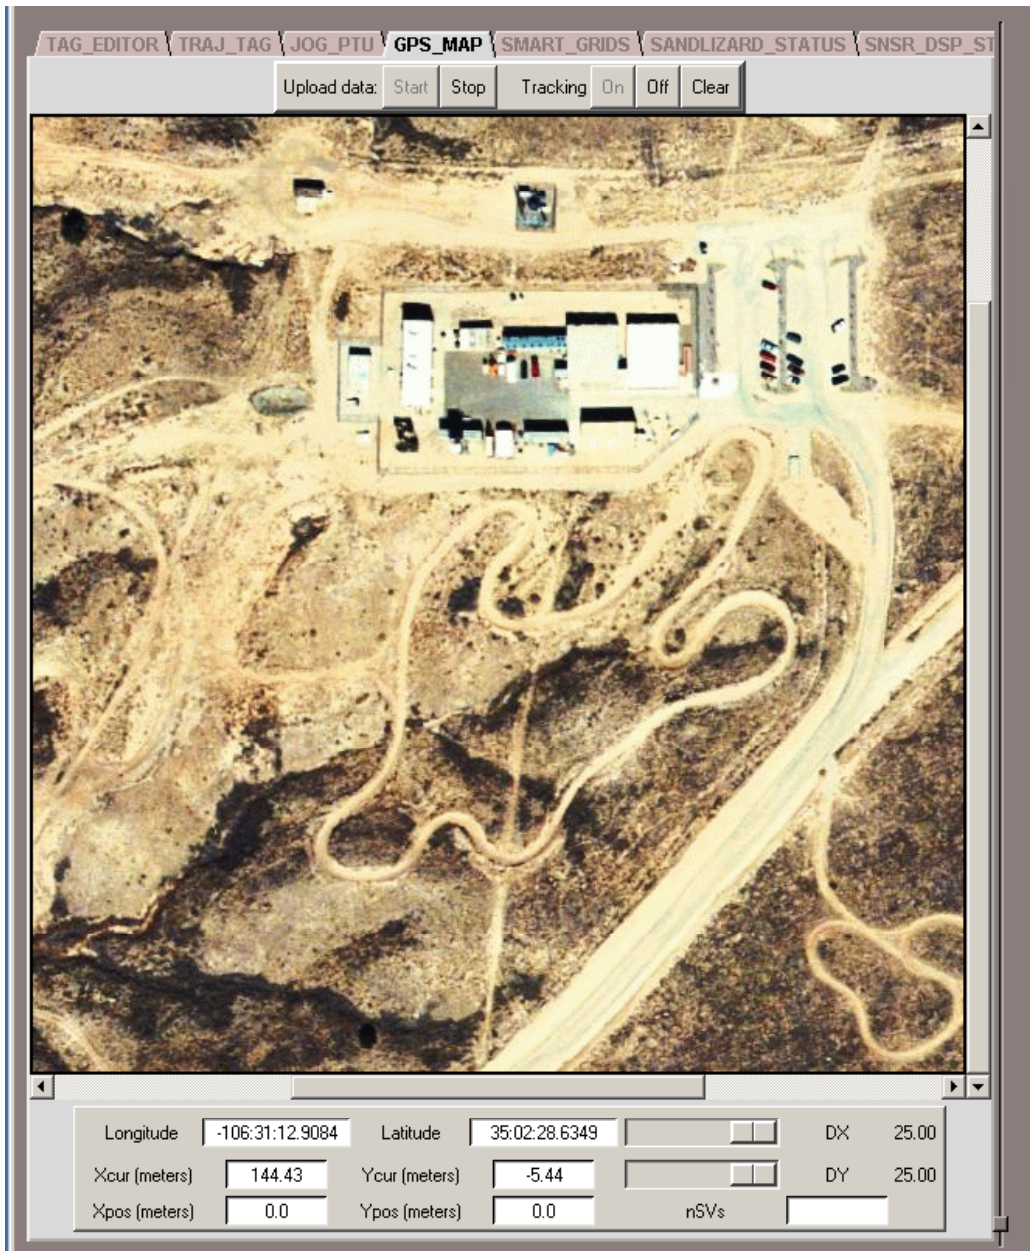 TAG_EDITOR TRAJ_TAG JOG_PTU GPS_MAP SMART_GRIDS SANDLIZARD_STATUS SNSR_DSP_ST
Upload data: Start Stop Tracking On Off Clear
Longitude -106:31:12.9084 Latitude 35:02:28.6349 DX 25.00
Xcur (meters) 144.43 Ycur (meters) -5.44 DY 25.00
Xpos (meters) 0.0 Ypos (meters) 0.0 nSVs